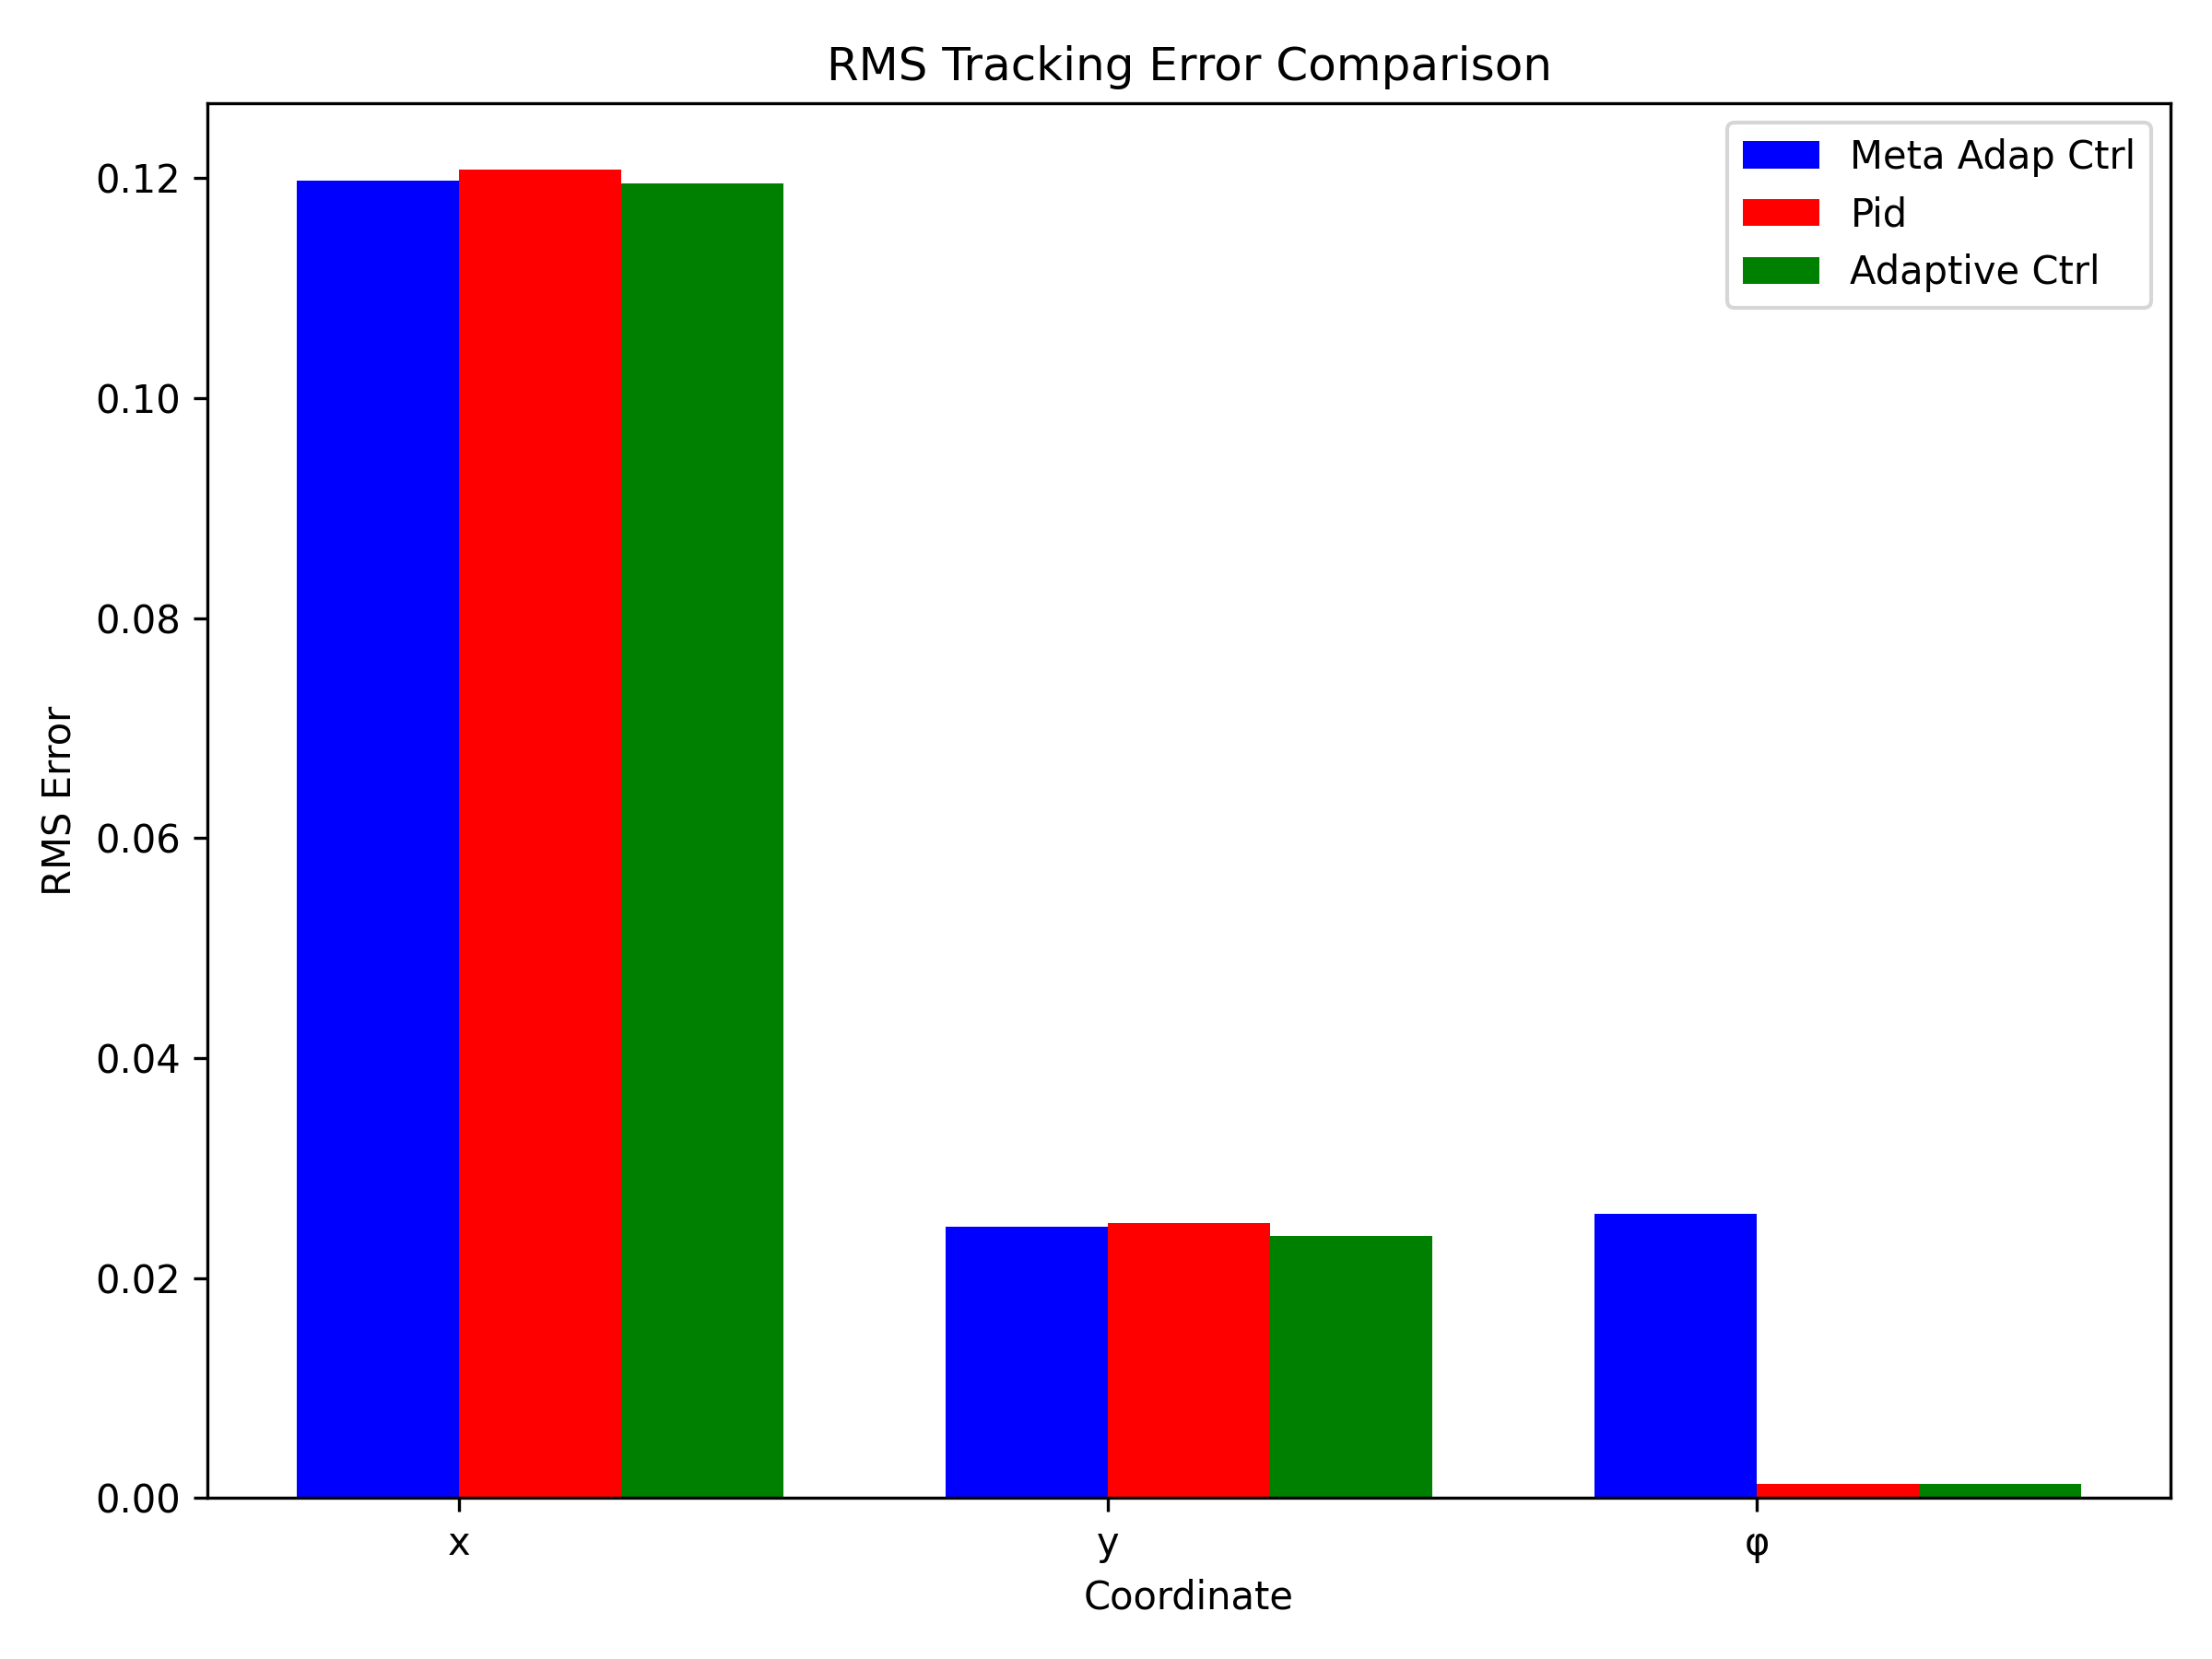 RMS Tracking Error Comparison
Meta Adap Ctrl
Pid
Adaptive Ctrl
RMS Error
0.12
0.10
0.08
0.06
0.04
0.02
0.00
x y φ
Coordinate